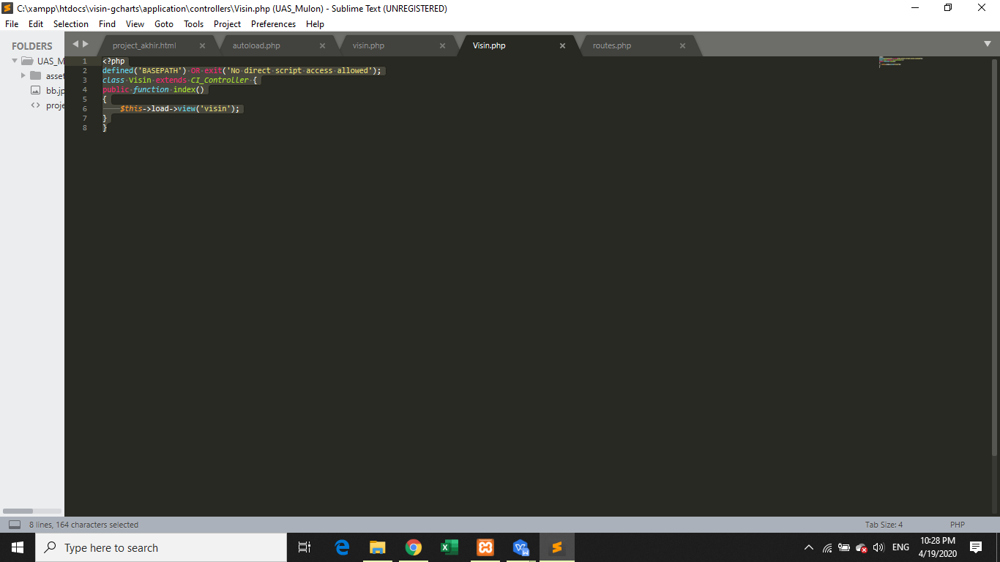 C:\xampp\htdocs\visin-gcharts\application\controllers\Visin.php (UAS_Mulon) - Sublime Text (UNREGISTERED)
File Edit Selection Find View Goto Tools Project Preferences Help
FOLDERS
UAS_M
asset
bb.jp
proje
project_akhir.html
autoload.php
visin.php
Visin.php
routes.php
1 <?php
2 defined('BASEPATH') OR exit('No direct script access allowed');
3 class Visin extends CI_Controller {
4 public function index()
5 {
6 $this->load->view('visin');
7 }
8 }
8 lines, 164 characters selected
Tab Size: 4
PHP
Type here to search
ENG
10:28 PM
4/19/2020